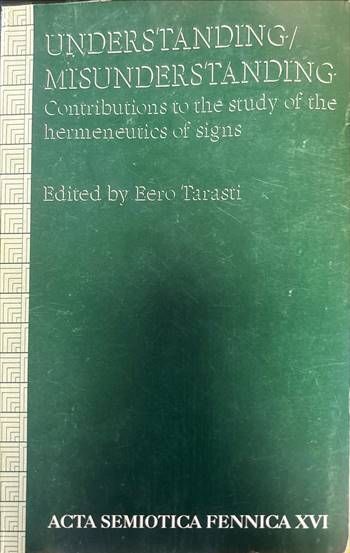 UNDERSTANDING/
MISUNDERSTANDING
Contributions to the study of the
hermeneutics of signs
Edited by Eero Tarasti
ACTA SEMIOTICA FENNICA XVI